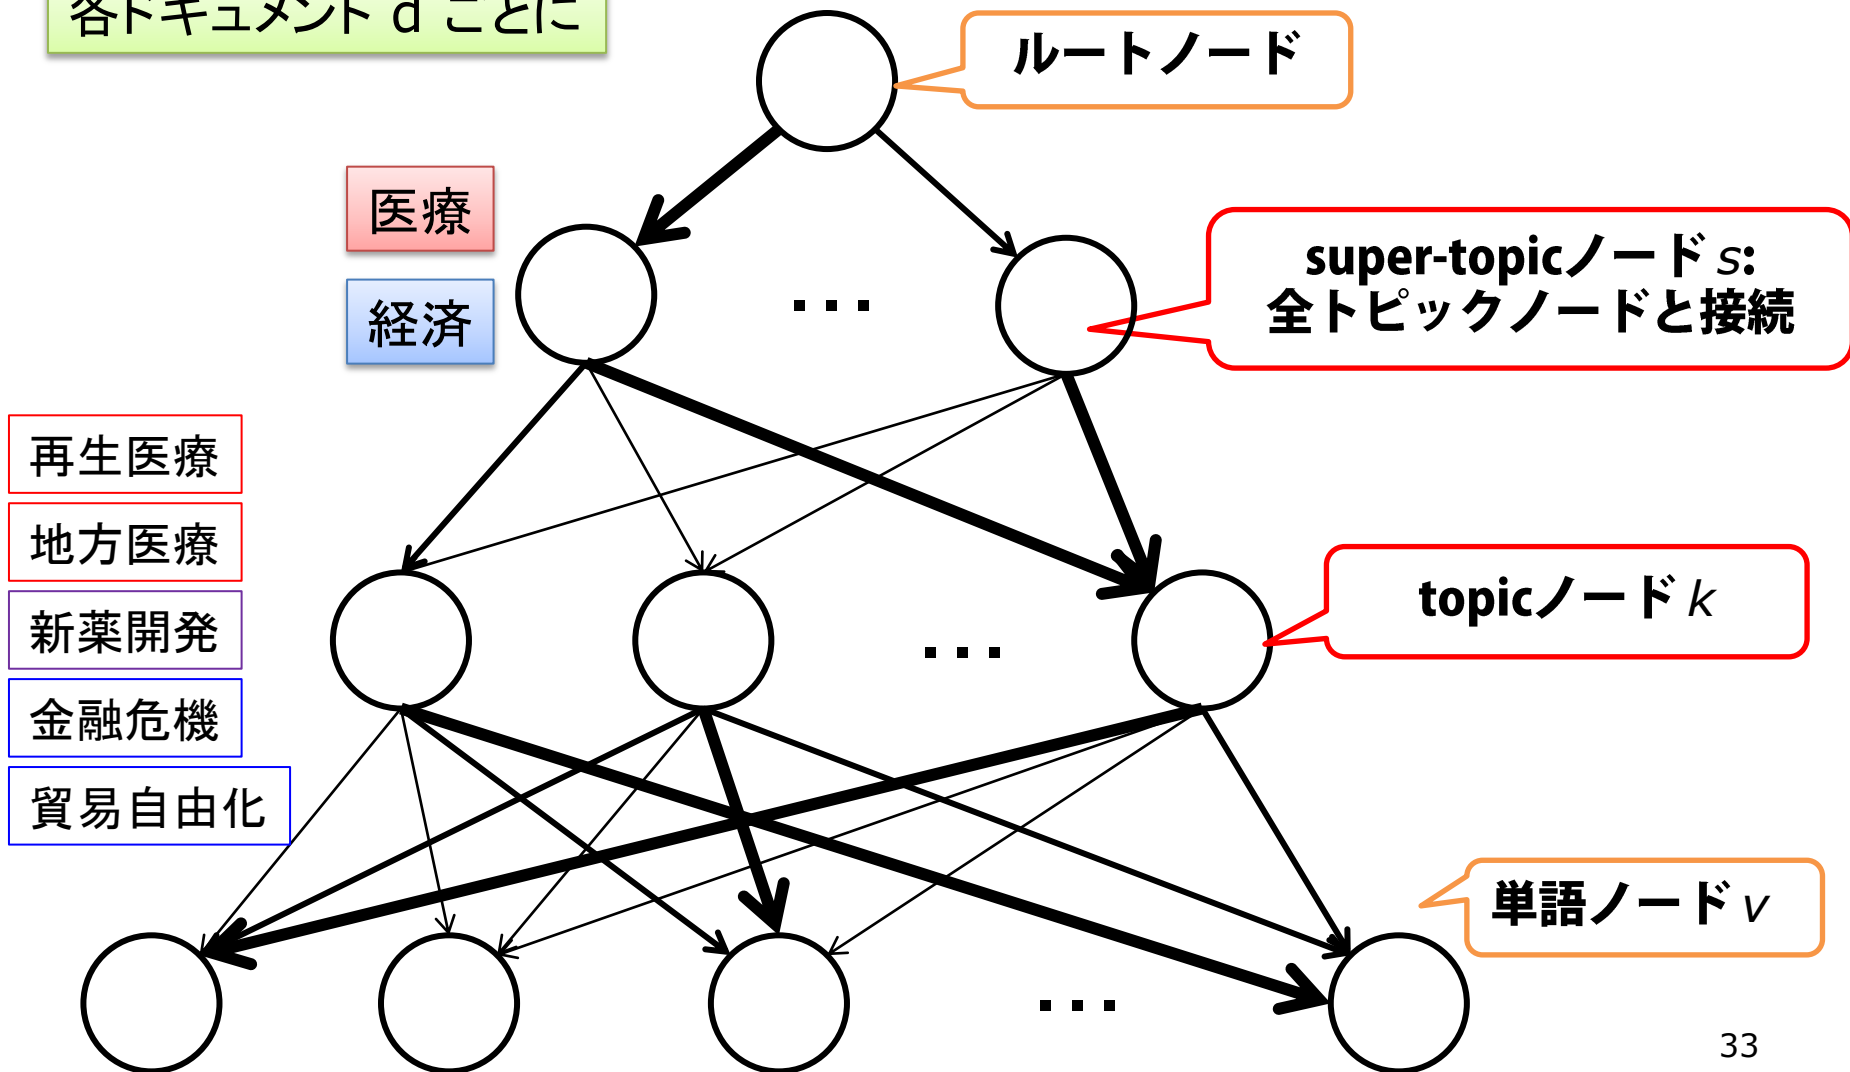 各ドキュメント d ごとに
ルートノード
医療
経済
super-topicノード s:
全トピックノードと接続
再生医療
地方医療
新薬開発
金融危機
貿易自由化
topicノード k
単語ノード v
33